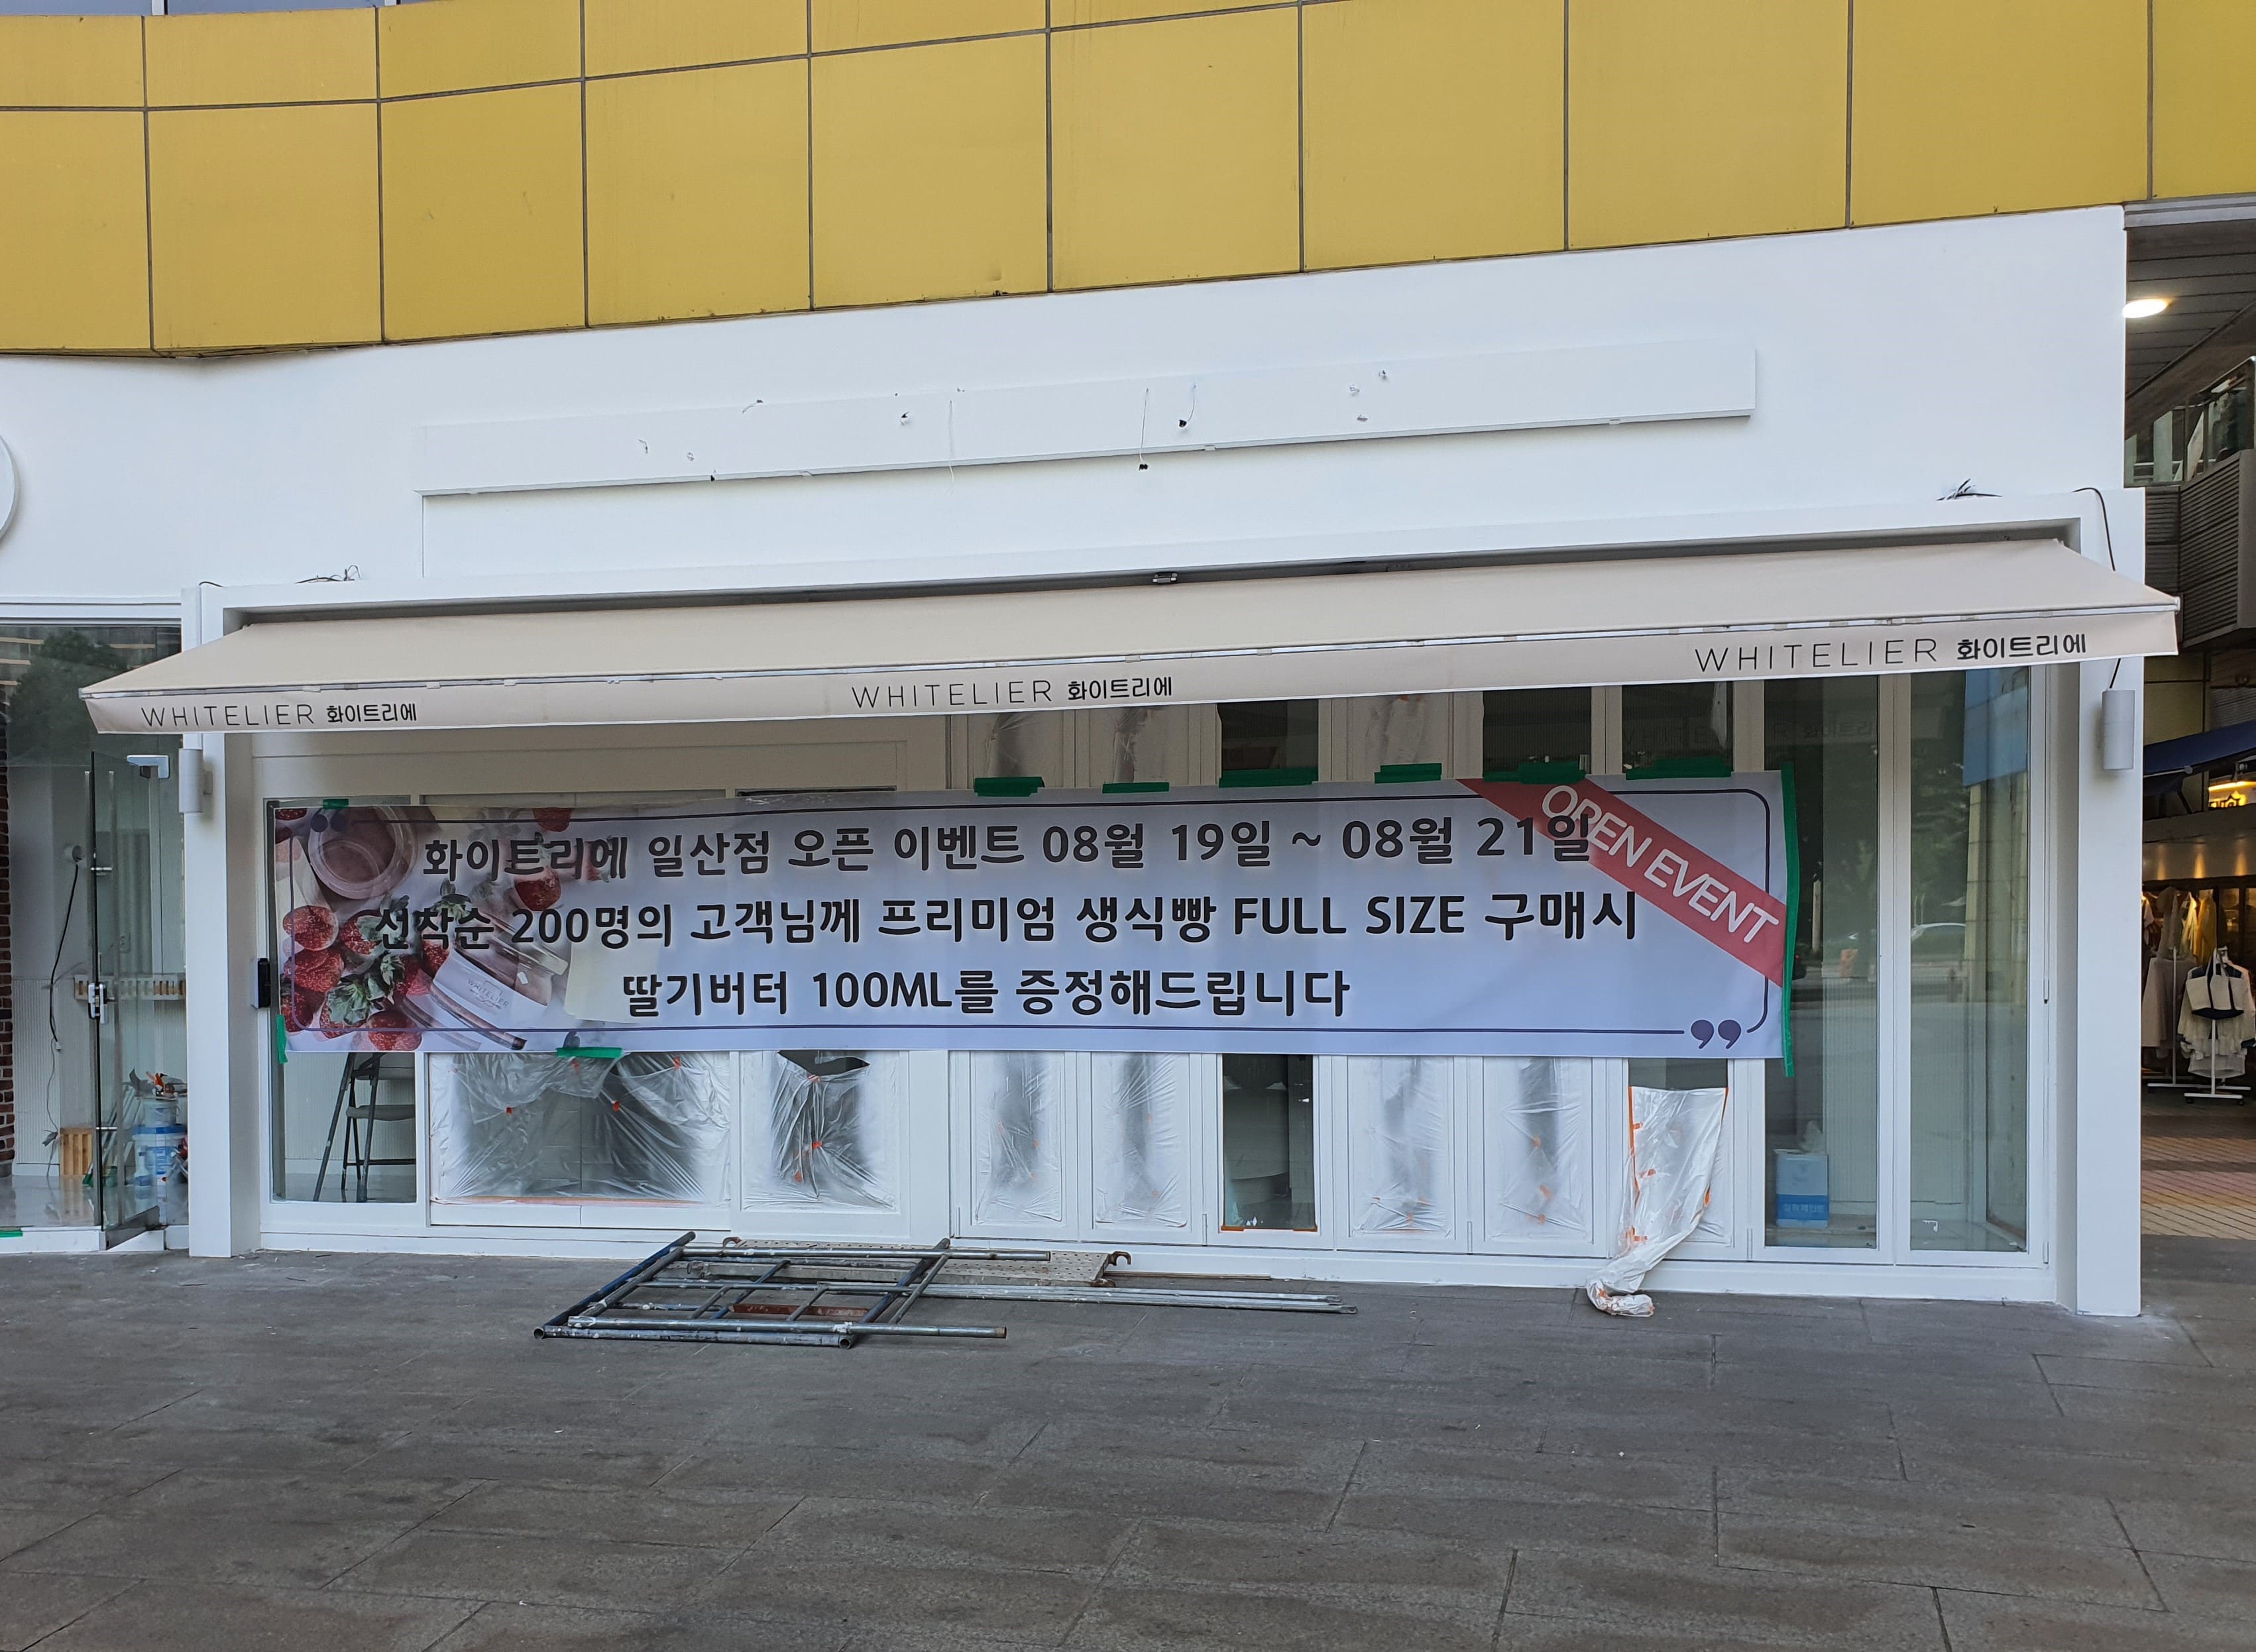 WHITELIER 화이트리에
WHITELIER 화이트리에
WHITELIER 화이트리에
OPEN EVENT
화이트리에 일산점 오픈 이벤트 08월 19일 ~ 08월 21일
선착순 200명의 고객님께 프리미엄 생식빵 FULL SIZE 구매시
딸기버터 100ML를 증정해드립니다
WHITELIER